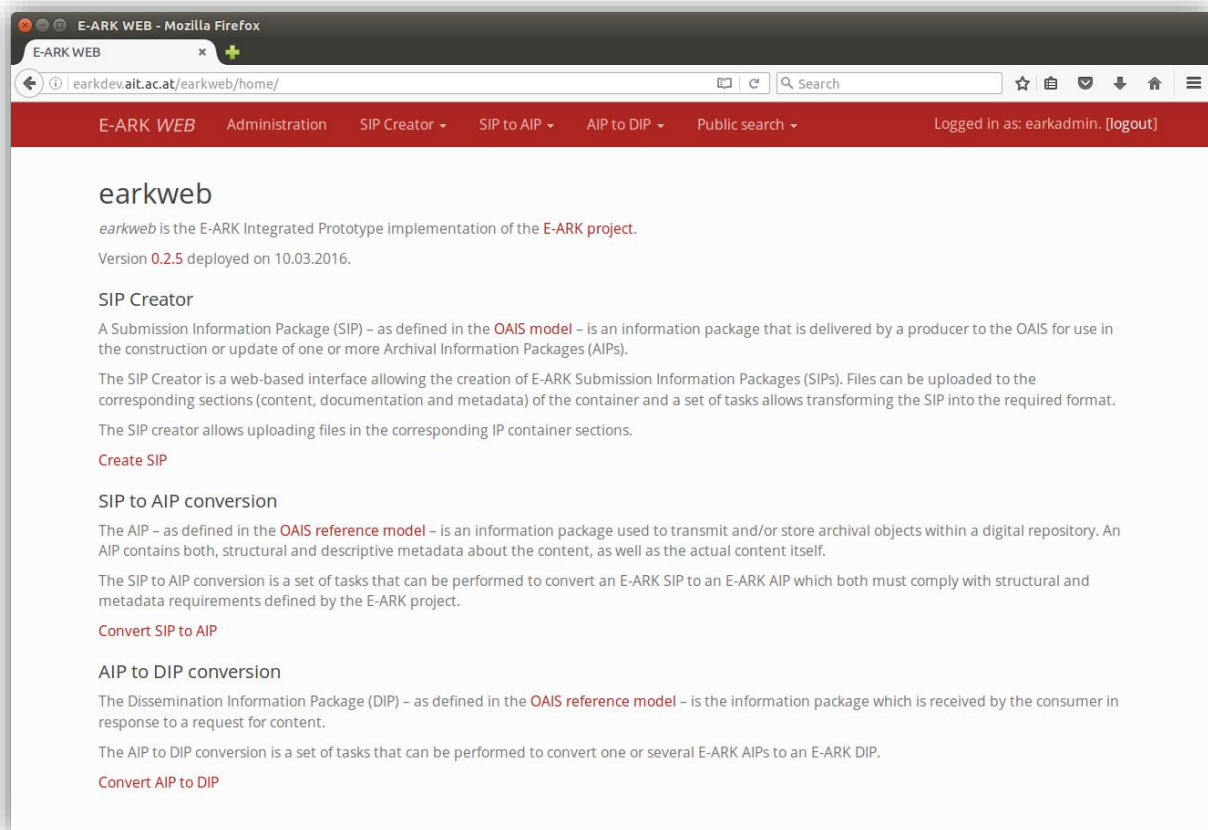 E-ARK WEB - Mozilla Firefox
E-ARK WEB
earkdev.ait.ac.at/earkweb/home/
Search
E-ARK WEB Administration SIP Creator SIP to AIP AIP to DIP Public search Logged in as: earkadmin. [logout]
earkweb
earkweb is the E-ARK Integrated Prototype implementation of the E-ARK project.
Version 0.2.5 deployed on 10.03.2016.
SIP Creator
A Submission Information Package (SIP) – as defined in the OAIS model – is an information package that is delivered by a producer to the OAIS for use in
the construction or update of one or more Archival Information Packages (AIPs).
The SIP Creator is a web-based interface allowing the creation of E-ARK Submission Information Packages (SIPs). Files can be uploaded to the
corresponding sections (content, documentation and metadata) of the container and a set of tasks allows transforming the SIP into the required format.
The SIP creator allows uploading files in the corresponding IP container sections.
Create SIP
SIP to AIP conversion
The AIP – as defined in the OAIS reference model – is an information package used to transmit and/or store archival objects within a digital repository. An
AIP contains both, structural and descriptive metadata about the content, as well as the actual content itself.
The SIP to AIP conversion is a set of tasks that can be performed to convert an E-ARK SIP to an E-ARK AIP which both must comply with structural and
metadata requirements defined by the E-ARK project.
Convert SIP to AIP
AIP to DIP conversion
The Dissemination Information Package (DIP) – as defined in the OAIS reference model – is the information package which is received by the consumer in
response to a request for content.
The AIP to DIP conversion is a set of tasks that can be performed to convert one or several E-ARK AIPs to an E-ARK DIP.
Convert AIP to DIP